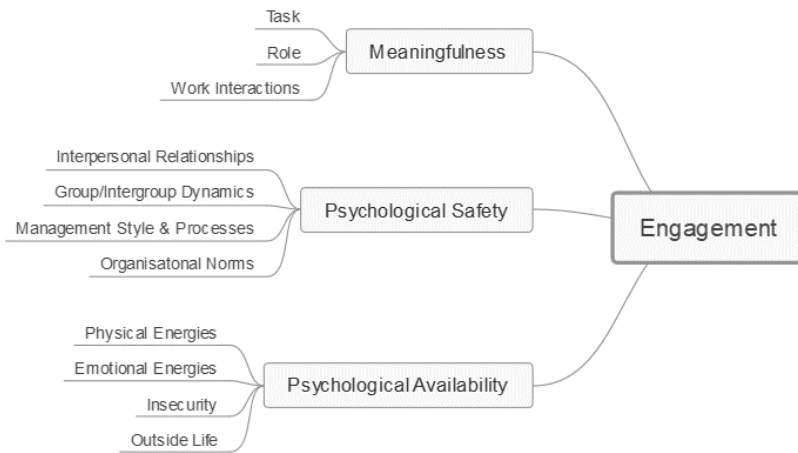 Task
Role
Work Interactions
Meaningfulness
Interpersonal Relationships
Group/Intergroup Dynamics
Management Style & Processes
Organisatonal Norms
Psychological Safety
Engagement
Physical Energies
Emotional Energies
Insecurity
Outside Life
Psychological Availability